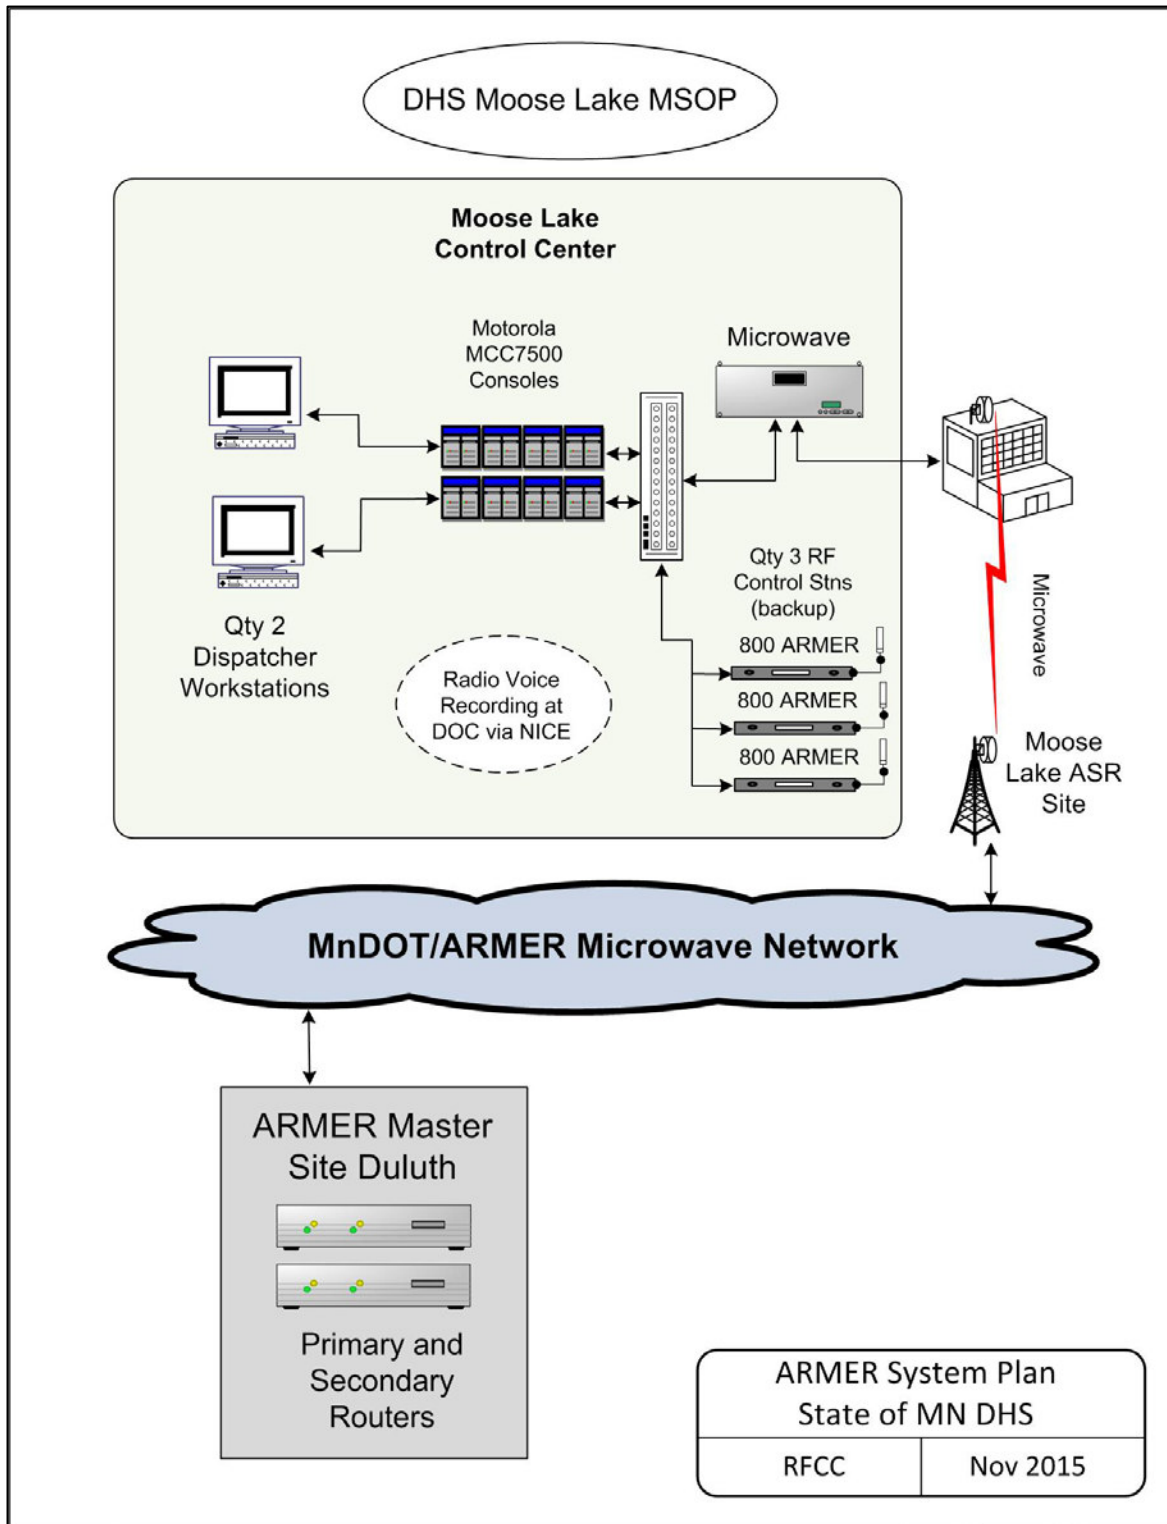 DHS Moose Lake MSOP
Moose Lake
Control Center
Motorola
MCC7500
Consoles
Microwave
Qty 2
Dispatcher
Workstations
Qty 3 RF
Control Stns
(backup)
800 ARMER
800 ARMER
800 ARMER
Radio Voice
Recording at
DOC via NICE
Microwave
Moose
Lake ASR
Site
MnDOT/ARMER Microwave Network
ARMER Master
Site Duluth
Primary and
Secondary
Routers
ARMER System Plan
State of MN DHS
RFCC
Nov 2015